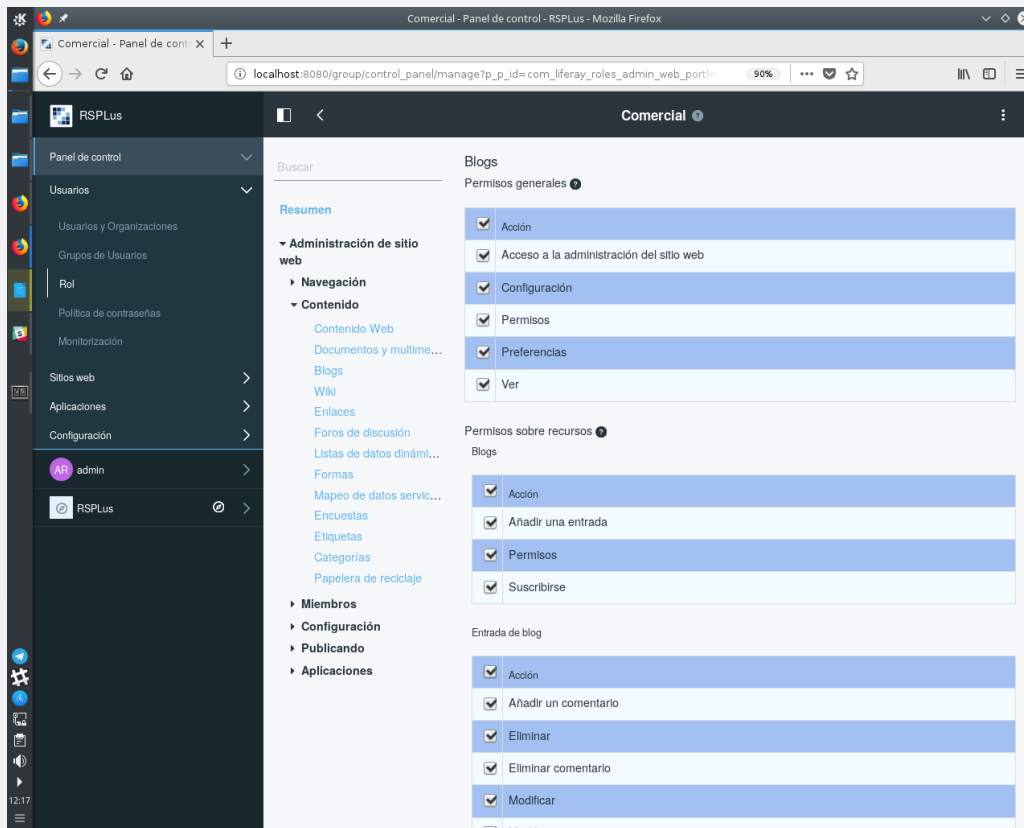 Comercial - Panel de control - RSPLus - Mozilla Firefox
Comercial - Panel de cont
localhost:8080/group/control_panel/manage?p_p_id=com_liferay_roles_admin_web_portle
90%
RSPLus
Comercial
Panel de control
Usuarios
Usuarios y Organizaciones
Grupos de Usuarios
Rol
Política de contraseñas
Monitorización
Sitios web
Aplicaciones
Configuración
AR admin
RSPLus
12:17
Buscar
Resumen
Administración de sitio
web
Navegación
Contenido
Contenido Web
Documentos y multime...
Blogs
Wiki
Enlaces
Foros de discusión
Listas de datos dinámi...
Formas
Mapeo de datos servic...
Encuestas
Etiquetas
Categorías
Papelera de reciclaje
Miembros
Configuración
Publicando
Aplicaciones
Blogs
Permisos generales ?
Acción
Acceso a la administración del sitio web
Configuración
Permisos
Preferencias
Ver
Permisos sobre recursos ?
Blogs
Acción
Añadir una entrada
Permisos
Suscribirse
Entrada de blog
Acción
Añadir un comentario
Eliminar
Eliminar comentario
Modificar